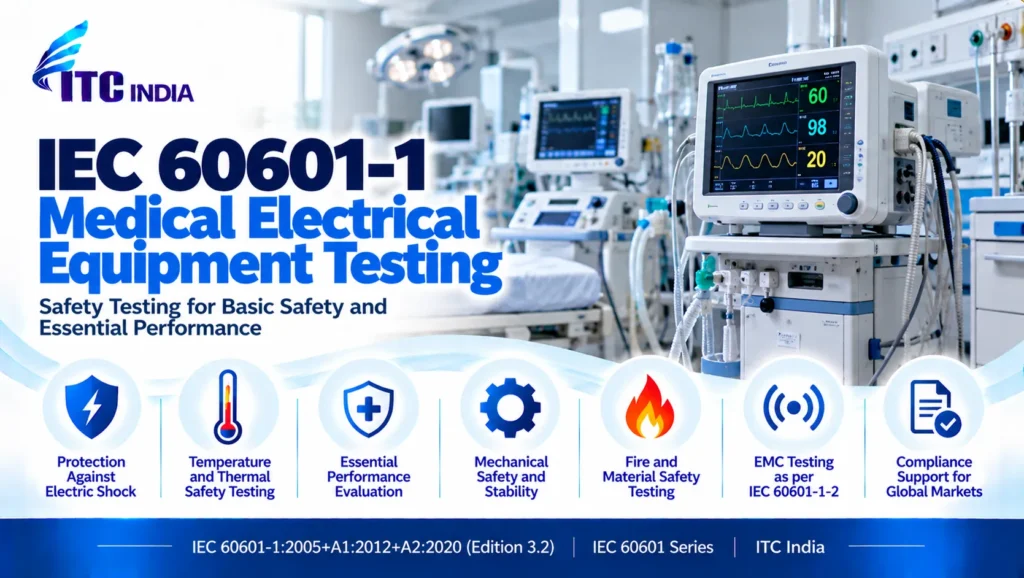 ITC INDIA
IEC 60601-1
Medical Electrical
Equipment Testing
Safety Testing for Basic Safety and
Essential Performance
60
98
20
Protection
Against
Electric Shock
Temperature
and Thermal
Safety Testing
Essential
Performance
Evaluation
Mechanical
Safety and
Stability
Fire and
Material Safety
Testing
EMC Testing
as per
IEC 60601-1-2
Compliance
Support for
Global Markets
IEC 60601-1:2005+A1:2012+A2:2020 (Edition 3.2) | IEC 60601 Series | ITC India